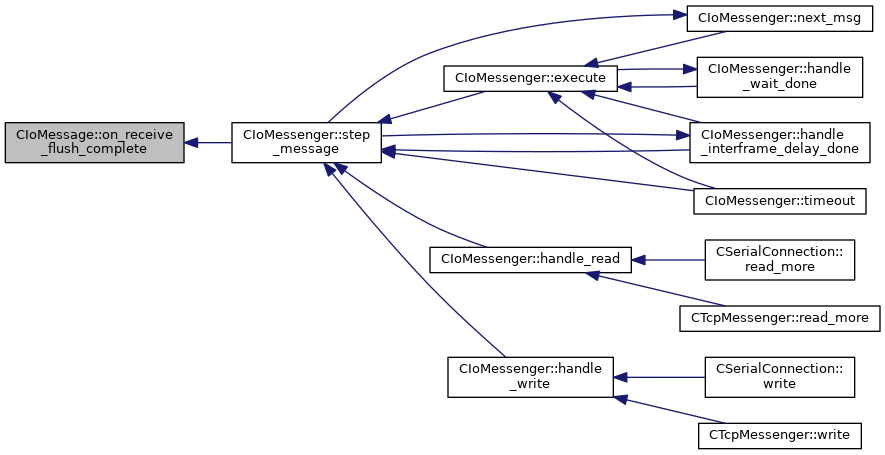 CIoMessage::on_receive
_flush_complete
CIoMessenger::step
_message
CIoMessenger::execute
CIoMessenger::next_msg
CIoMessenger::handle
_wait_done
CIoMessenger::handle
_interframe_delay_done
CIoMessenger::timeout
CIoMessenger::handle_read
CSerialConnection::
read_more
CTcpMessenger::read_more
CIoMessenger::handle
_write
CSerialConnection::
write
CTcpMessenger::write